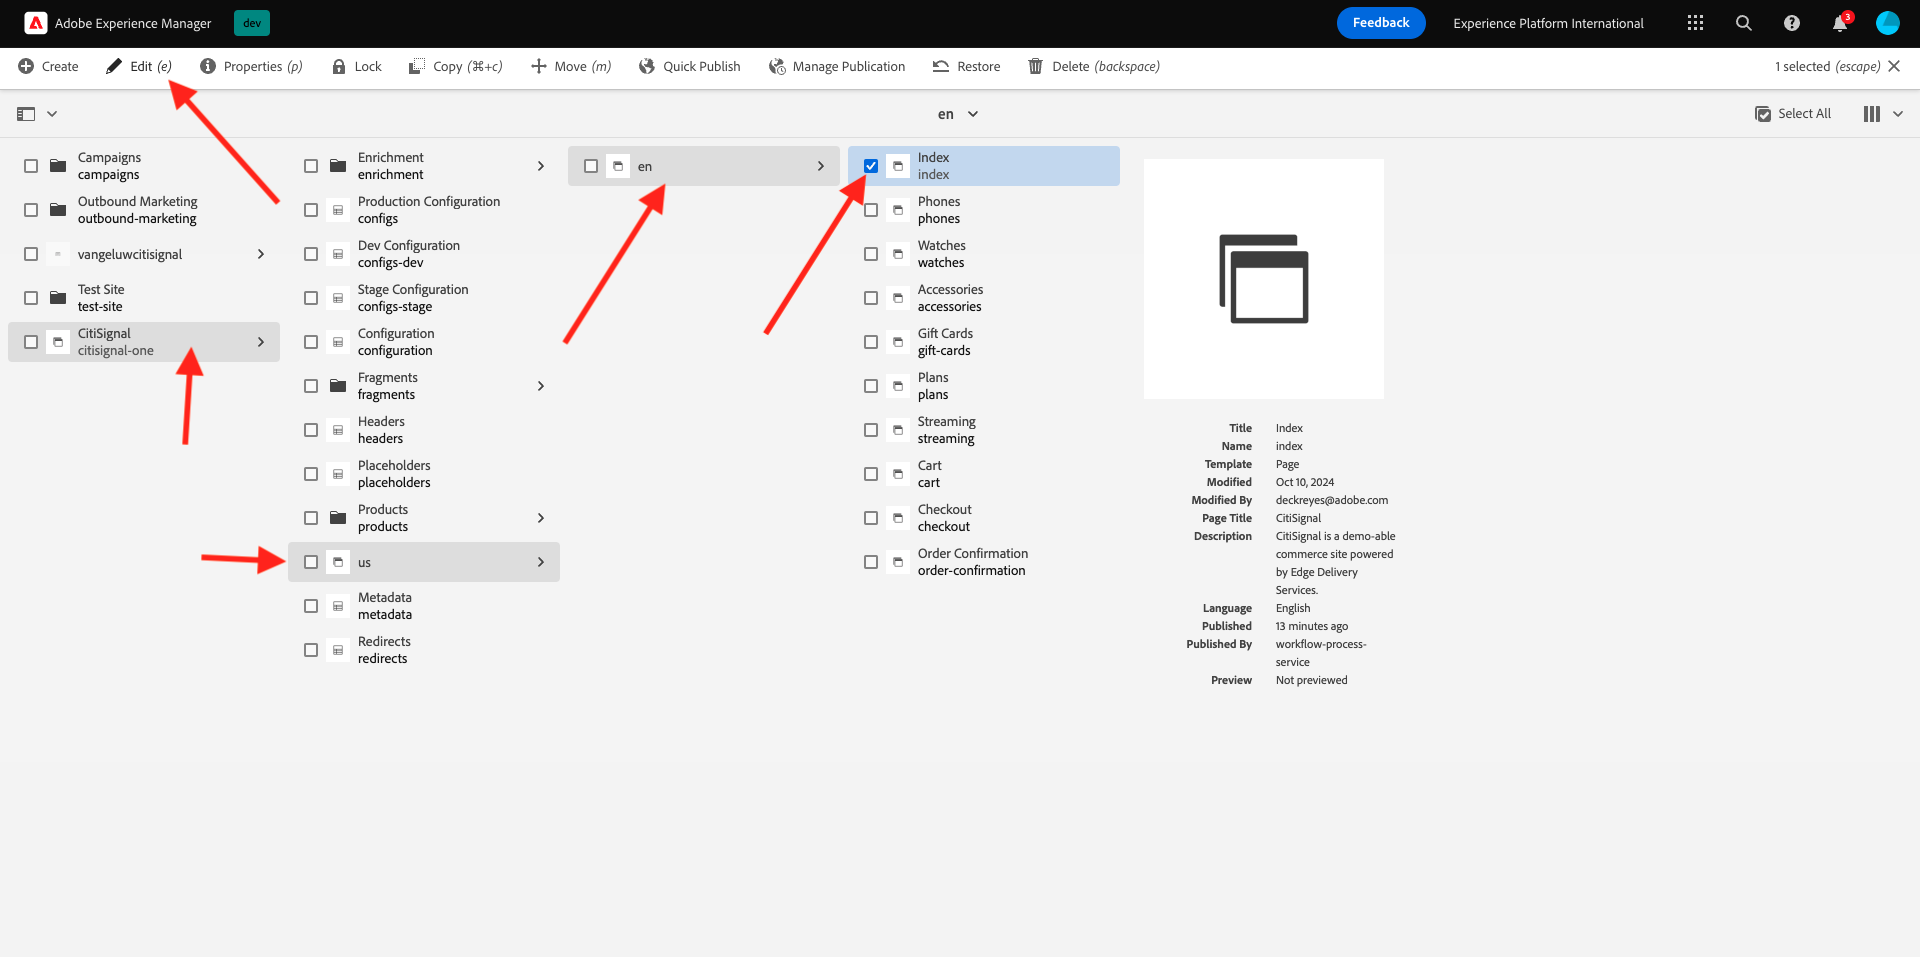 Adobe Experience Manager
dev
Feedback
Experience Platform International
3
Create
Edit (e)
Properties (p)
Lock
Copy (⌘+c)
Move (m)
Quick Publish
Manage Publication
Restore
Delete (backspace)
1 selected (escape)
en
Select All
Campaigns
campaigns
Outbound Marketing
outbound-marketing
vangeluwcitisignal
Test Site
test-site
CitiSignal
citisignal-one
Enrichment
enrichment
Production Configuration
configs
Dev Configuration
configs-dev
Stage Configuration
configs-stage
Configuration
configuration
Fragments
fragments
Headers
headers
Placeholders
placeholders
Products
products
us
Metadata
metadata
Redirects
redirects
en
Index
index
Phones
phones
Watches
watches
Accessories
accessories
Gift Cards
gift-cards
Plans
plans
Streaming
streaming
Cart
cart
Checkout
checkout
Order Confirmation
order-confirmation
Title Index
Name index
Template Page
Modified Oct 10, 2024
Modified By deckreyes@adobe.com
Page Title CitiSignal
Description CitiSignal is a demo-able
commerce site powered
by Edge Delivery
Services.
Language English
Published 13 minutes ago
Published By workflow-process-
service
Preview Not previewed